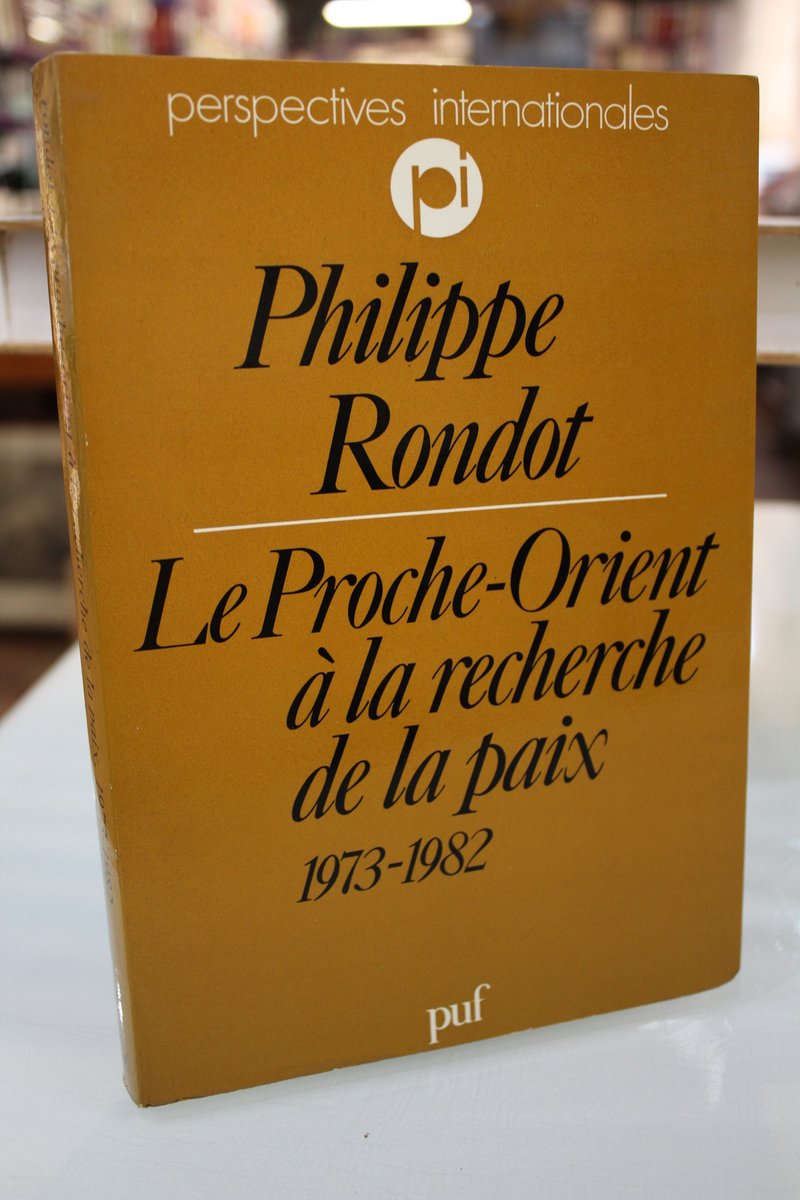 perspectives internationales
pi
Philippe
Rondot
Le Proche-Orient
à la recherche
de la paix
1973-1982
puf